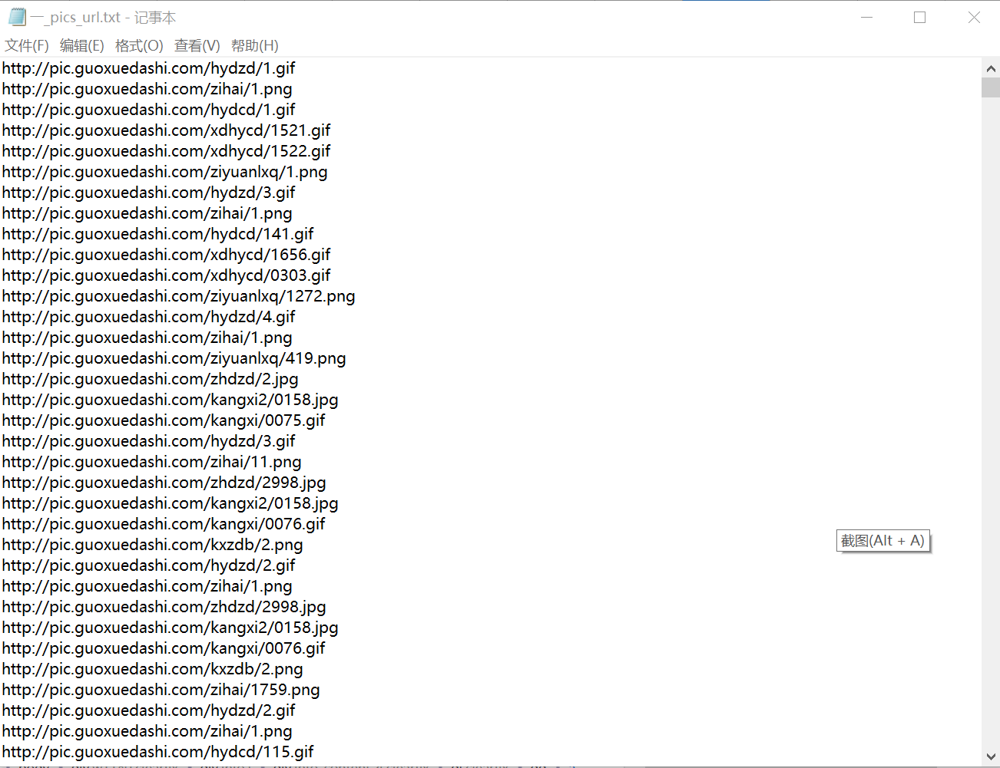 一_pics_url.txt - 记事本
文件(F) 编辑(E) 格式(O) 查看(V) 帮助(H)
http://pic.guoxuedashi.com/hydzd/1.gif
http://pic.guoxuedashi.com/zihai/1.png
http://pic.guoxuedashi.com/hydcd/1.gif
http://pic.guoxuedashi.com/xdhycd/1521.gif
http://pic.guoxuedashi.com/xdhycd/1522.gif
http://pic.guoxuedashi.com/ziyuanlxq/1.png
http://pic.guoxuedashi.com/hydzd/3.gif
http://pic.guoxuedashi.com/zihai/1.png
http://pic.guoxuedashi.com/hydcd/141.gif
http://pic.guoxuedashi.com/xdhycd/1656.gif
http://pic.guoxuedashi.com/xdhycd/0303.gif
http://pic.guoxuedashi.com/ziyuanlxq/1272.png
http://pic.guoxuedashi.com/hydzd/4.gif
http://pic.guoxuedashi.com/zihai/1.png
http://pic.guoxuedashi.com/ziyuanlxq/419.png
http://pic.guoxuedashi.com/zhdzd/2.jpg
http://pic.guoxuedashi.com/kangxi2/0158.jpg
http://pic.guoxuedashi.com/kangxi/0075.gif
http://pic.guoxuedashi.com/hydzd/3.gif
http://pic.guoxuedashi.com/zihai/11.png
http://pic.guoxuedashi.com/zhdzd/2998.jpg
http://pic.guoxuedashi.com/kangxi2/0158.jpg
http://pic.guoxuedashi.com/kangxi/0076.gif
http://pic.guoxuedashi.com/kxzdb/2.png
截图(Alt + A)
http://pic.guoxuedashi.com/hydzd/2.gif
http://pic.guoxuedashi.com/zihai/1.png
http://pic.guoxuedashi.com/zhdzd/2998.jpg
http://pic.guoxuedashi.com/kangxi2/0158.jpg
http://pic.guoxuedashi.com/kangxi/0076.gif
http://pic.guoxuedashi.com/kxzdb/2.png
http://pic.guoxuedashi.com/zihai/1759.png
http://pic.guoxuedashi.com/hydzd/2.gif
http://pic.guoxuedashi.com/zihai/1.png
http://pic.guoxuedashi.com/hydcd/115.gif